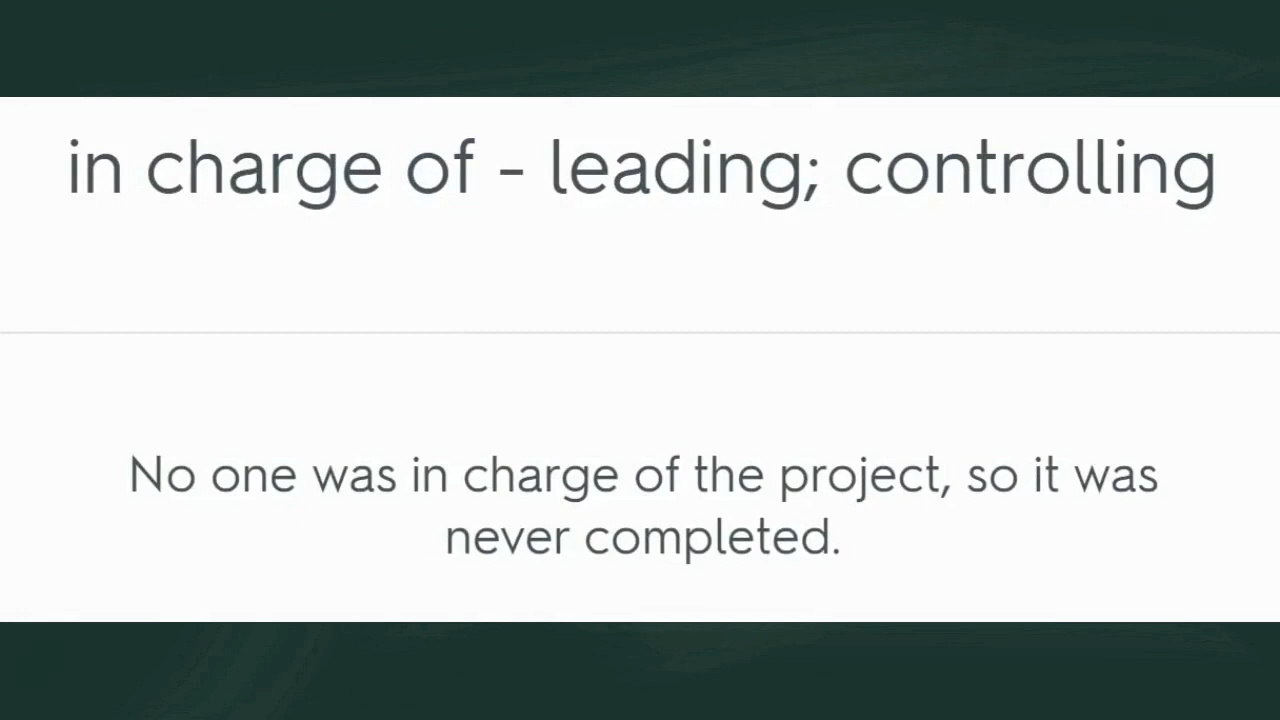 in charge of - leading; controlling
No one was in charge of the project, so it was
never completed.